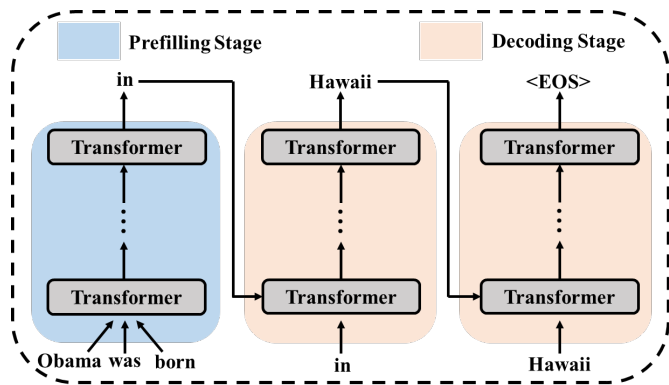 Prefilling Stage
Decoding Stage
in
Hawaii
<EOS>
Transformer
Transformer
Transformer
Transformer
Transformer
Transformer
Obama was born
in
Hawaii